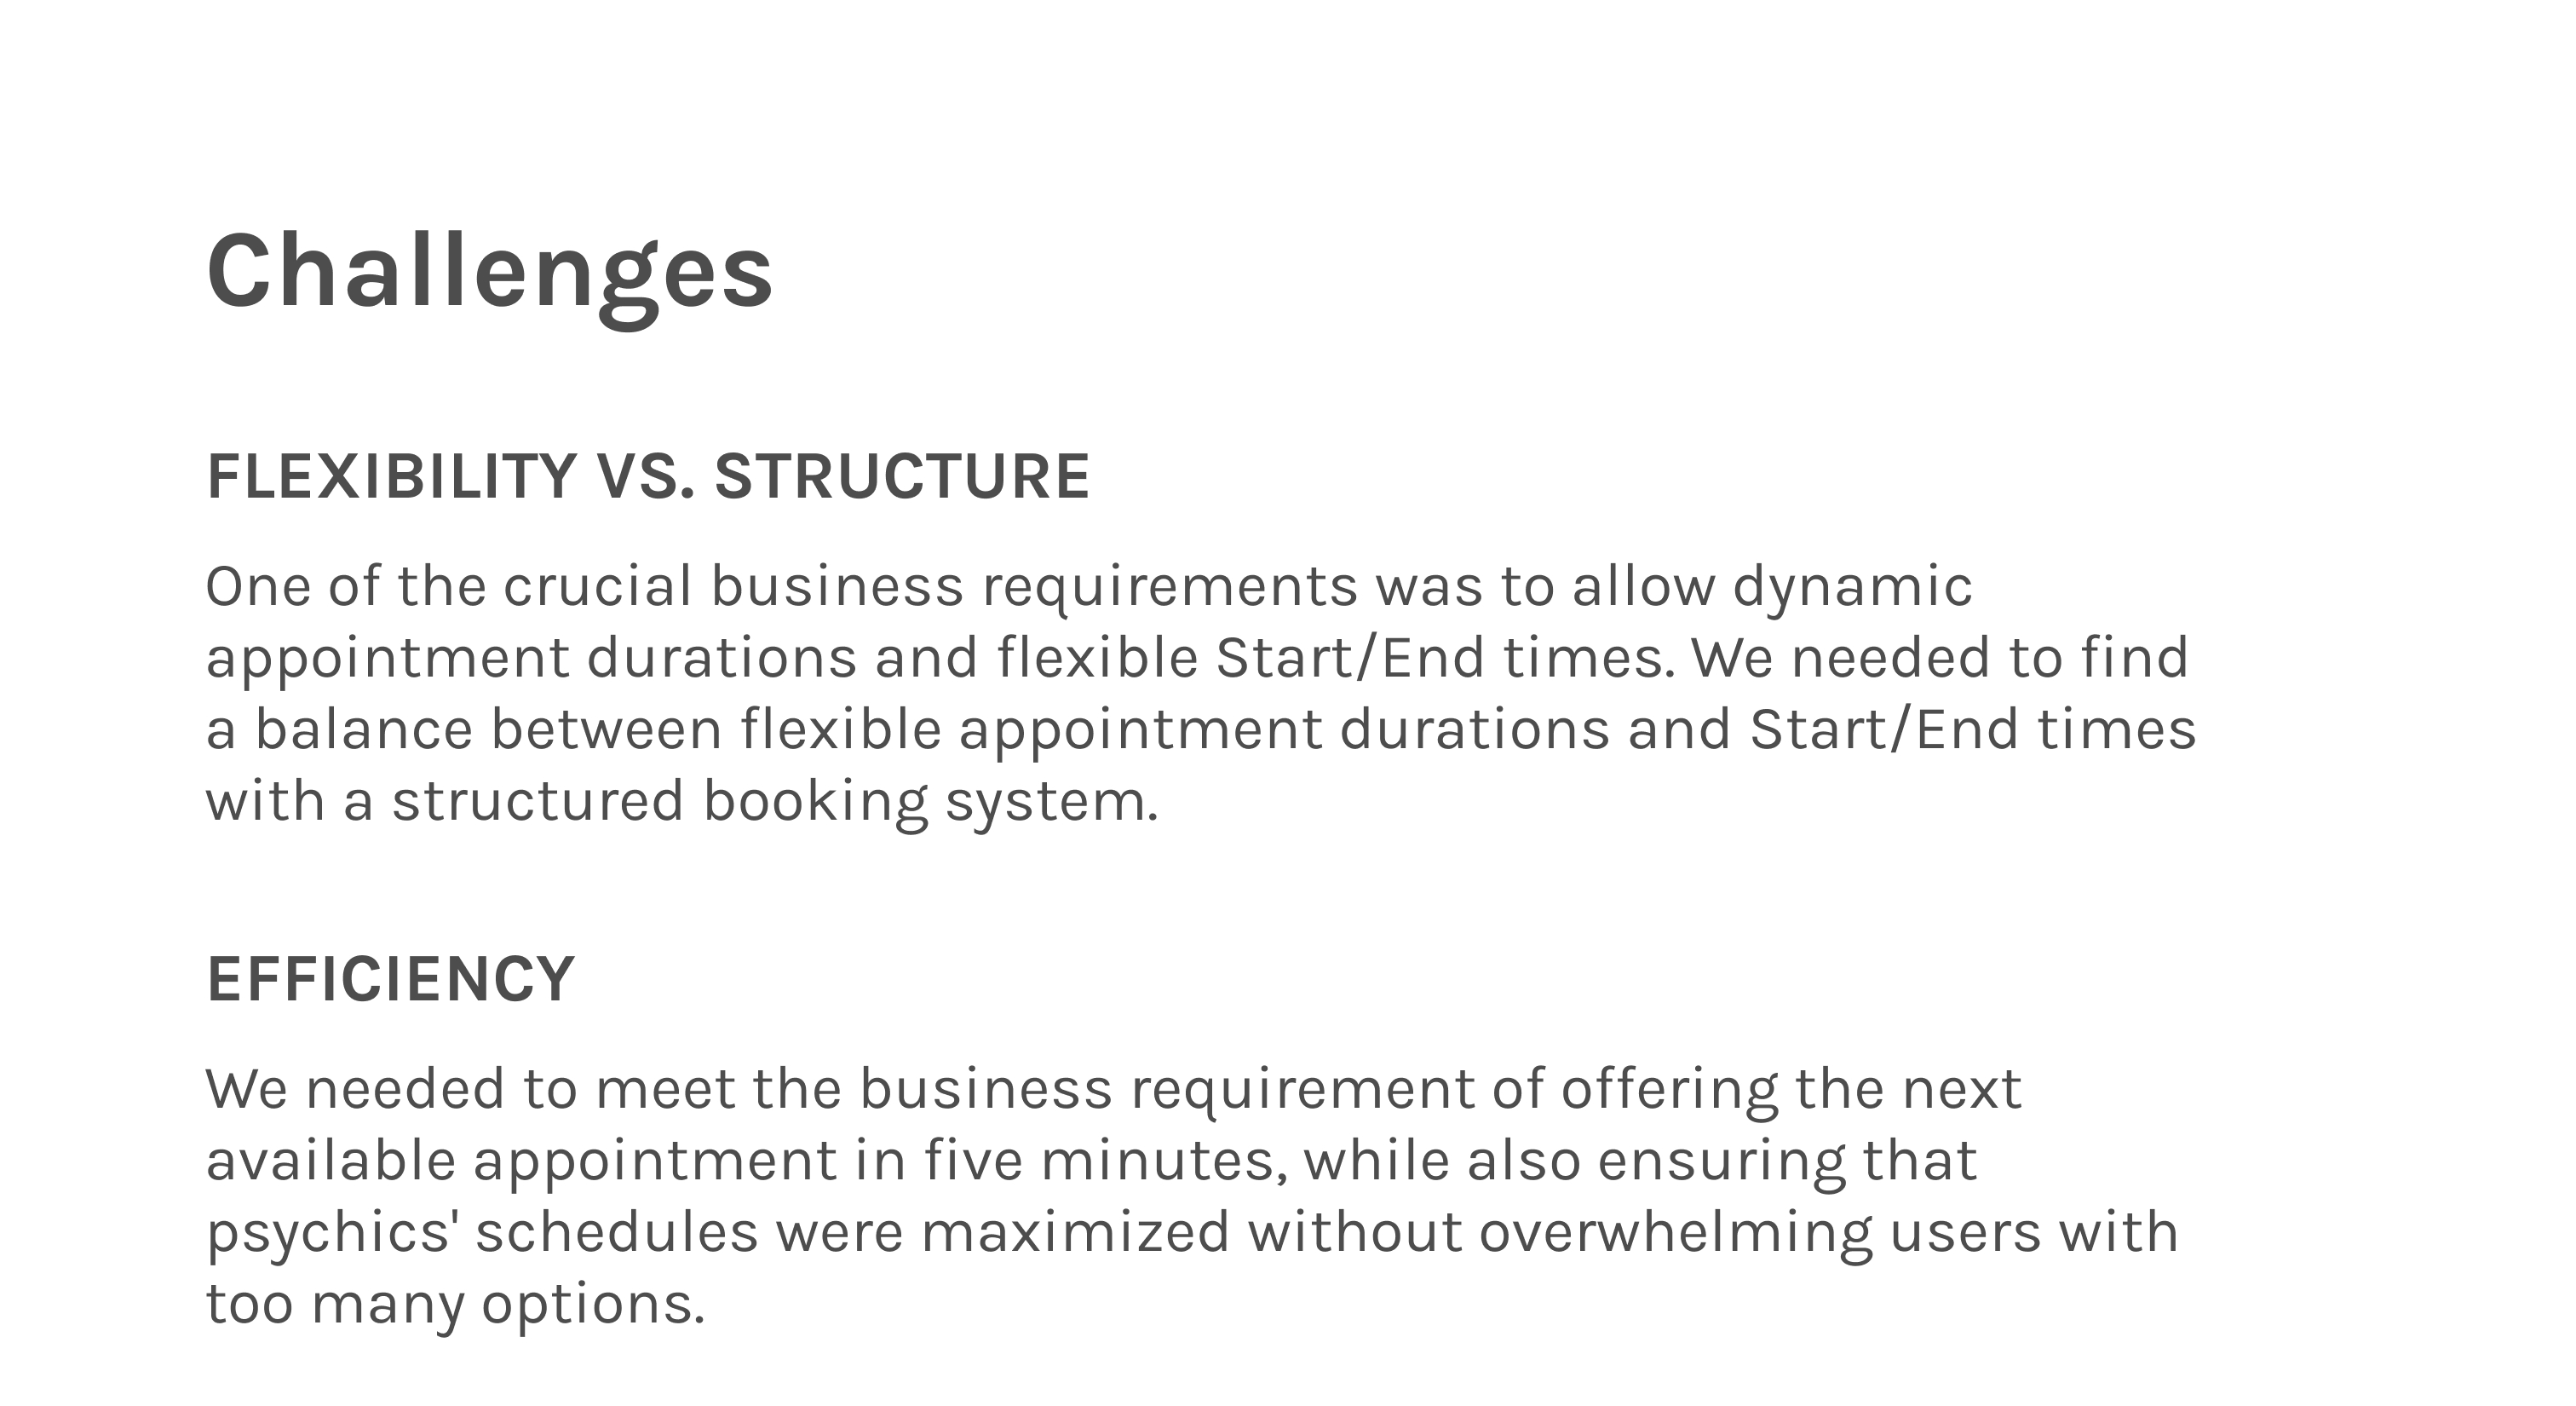 Challenges
FLEXIBILITY VS. STRUCTURE
One of the crucial business requirements was to allow dynamic
appointment durations and flexible Start/End times. We needed to find
a balance between flexible appointment durations and Start/End times
with a structured booking system.
EFFICIENCY
We needed to meet the business requirement of offering the next
available appointment in five minutes, while also ensuring that
psychics' schedules were maximized without overwhelming users with
too many options.